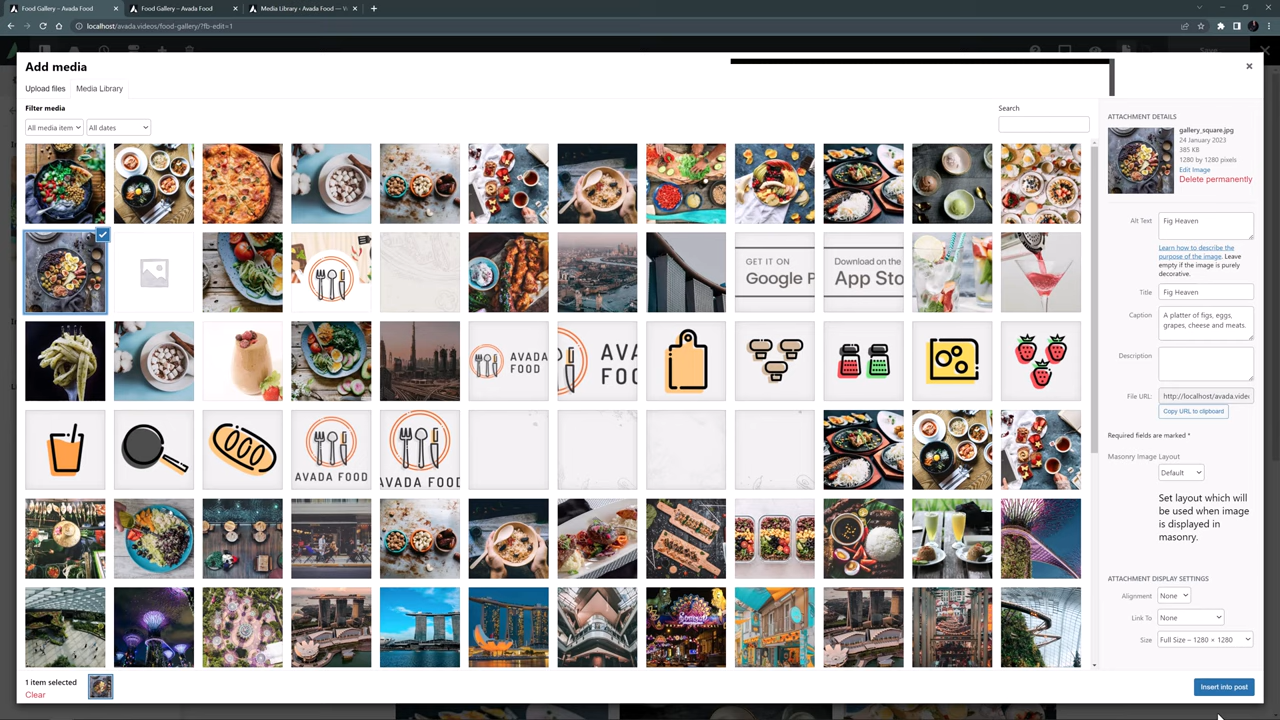 Food Gallery – Avada Food
Food Gallery – Avada Food
Media Library ‹ Avada Food —
localhost/avada.videos/food-gallery/?fb-edit=1
Save
Add media
Upload files
Media Library
Filter media
All media item
All dates
Search
GET IT ON
Google P
Download on the
App Sto
AVADA
FOOD
AVADA
FOO
AVADA FOOD
AVADA FOOD
ATTACHMENT DETAILS
gallery_square.jpg
24 January 2023
385 KB
1280 by 1280 pixels
Edit Image
Delete permanently
Alt Text
Fig Heaven
Learn how to describe the
purpose of the image. Leave
empty if the image is purely
decorative.
Title
Fig Heaven
Caption
A platter of figs, eggs,
grapes, cheese and meats.
Description
File URL:
http://localhost/avada.videc
Copy URL to clipboard
Required fields are marked *
Masonry Image Layout
Default
Set layout which will
be used when image
is displayed in
masonry.
ATTACHMENT DISPLAY SETTINGS
Alignment
None
Link To
None
Size
Full Size – 1280 × 1280
1 item selected
Clear
Insert into post